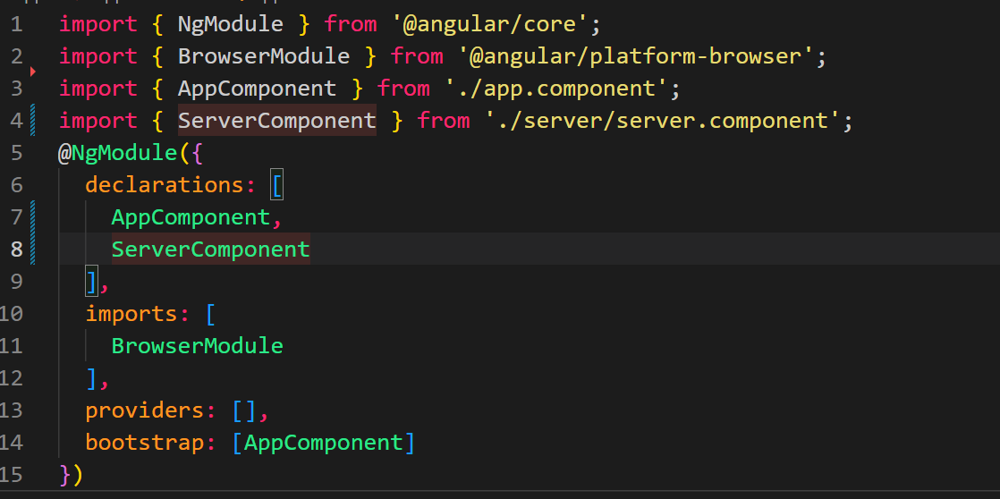 1 import { NgModule } from '@angular/core';
2 import { BrowserModule } from '@angular/platform-browser';
3 import { AppComponent } from './app.component';
4 import { ServerComponent } from './server/server.component';
5 @NgModule({
6   declarations: [
7     AppComponent,
8     ServerComponent
9   ],
10   imports: [
11     BrowserModule
12   ],
13   providers: [],
14   bootstrap: [AppComponent]
15 })